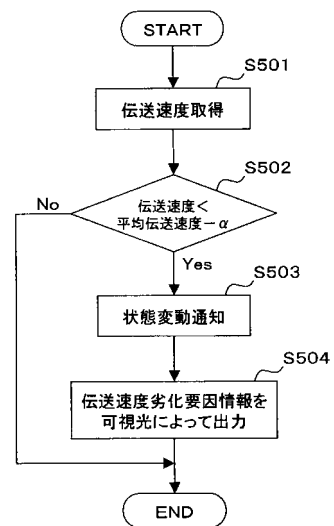 START
S501
伝送速度取得
S502
No
伝送速度<
平均伝送速度-α
Yes
S503
状態変動通知
S504
伝送速度劣化要因情報を
可視光によって出力
END